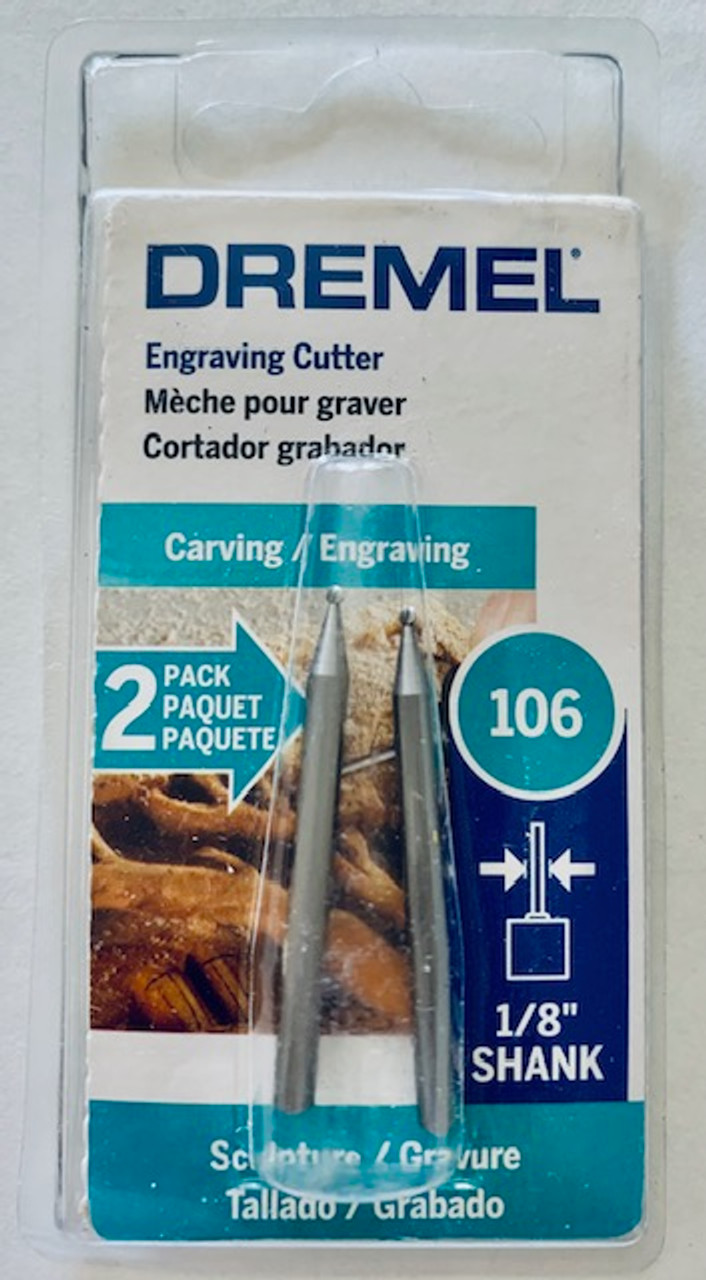 DREMEL®
Engraving Cutter
Mèche pour graver
Cortador grabador
Carving / Engraving
2 PACK
PAQUET
PAQUETE
106
1/8"
SHANK
Sculpture / Gravure
Tallado / Grabado